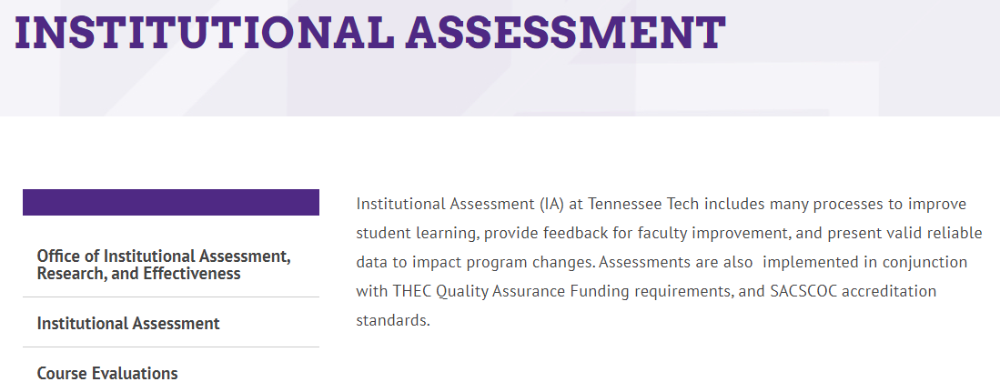 INSTITUTIONAL ASSESSMENT
Office of Institutional Assessment,
Research, and Effectiveness
Institutional Assessment
Course Evaluations
Institutional Assessment (IA) at Tennessee Tech includes many processes to improve
student learning, provide feedback for faculty improvement, and present valid reliable
data to impact program changes. Assessments are also  implemented in conjunction
with THEC Quality Assurance Funding requirements, and SACSCOC accreditation
standards.